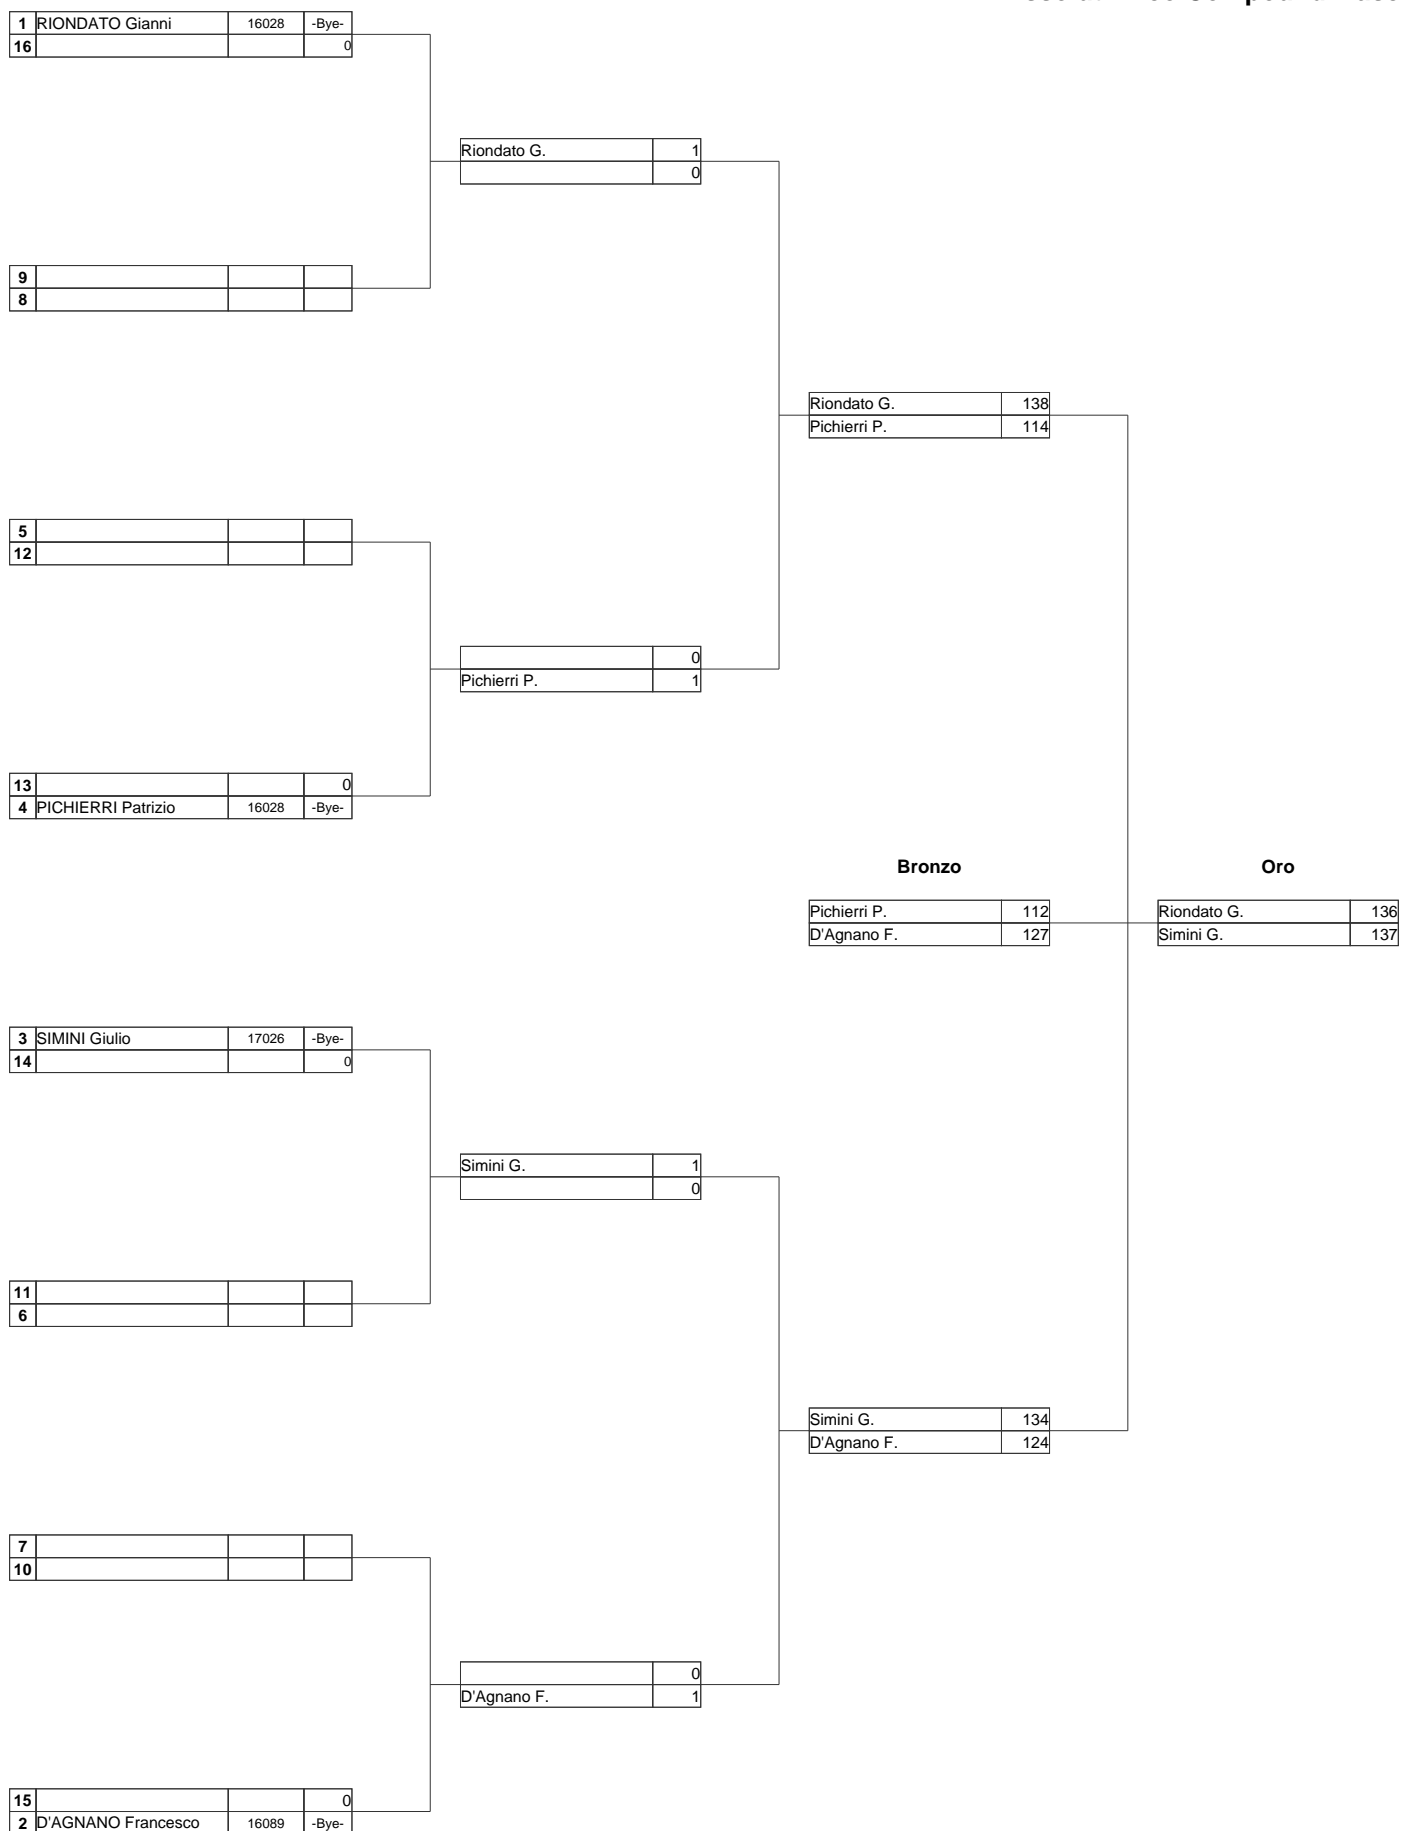 1 RIONDATO Gianni 16028 -Bye-
16 0
Riondato G. 1
0
9
8
Riondato G. 138
Pichierri P. 114
5
12
0
Pichierri P. 1
13 0
4 PICHIERRI Patrizio 16028 -Bye-
Bronzo Oro
Pichierri P. 112 Riondato G. 136
D'Agnano F. 127 Simini G. 137
3 SIMINI Giulio 17026 -Bye-
14 0
Simini G. 1
0
11
6
Simini G. 134
D'Agnano F. 124
7
10
0
D'Agnano F. 1
15 0
2 D'AGNANO Francesco 16089 -Bye-